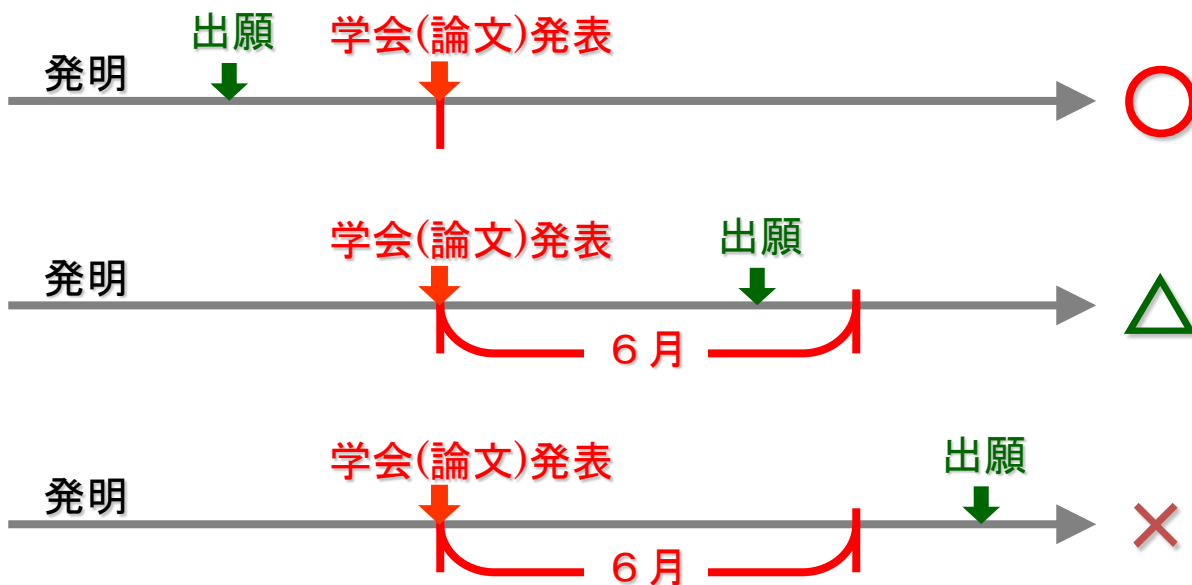 出願
学会(論文)発表
発明
学会(論文)発表
出願
発明
６月
学会(論文)発表
出願
発明
６月